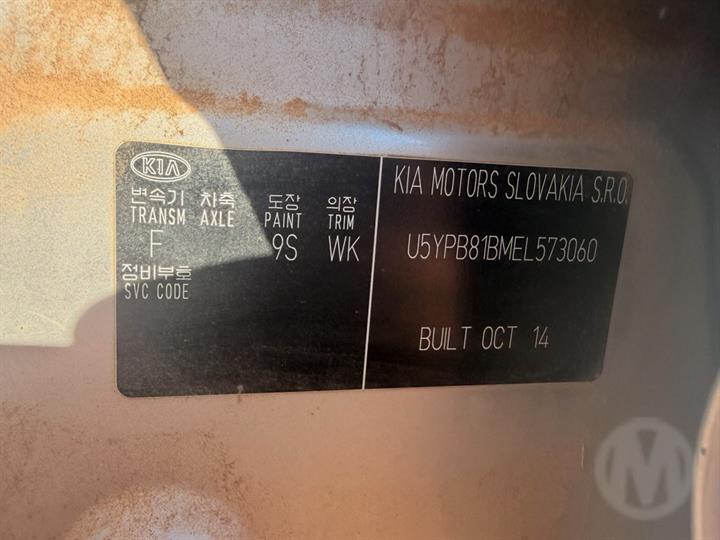 KIA
변속기 차축 도장 의장
TRANSM AXLE PAINT TRIM
F 9S WK
정비부호
SVC CODE
KIA MOTORS SLOVAKIA S.R.O.
U5YPB81BMEL573060
BUILT OCT 14
M